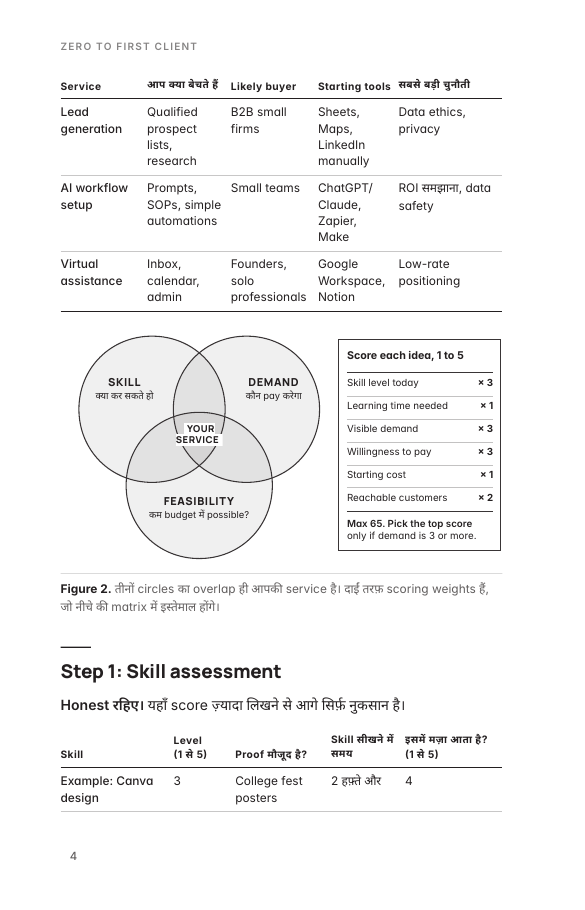 ZERO TO FIRST CLIENT
Service आप क्या बेचते हैं Likely buyer Starting tools सबसे बड़ी चुनौती
Lead Qualified B2B small Sheets, Data ethics,
generation prospect firms Maps, privacy
lists, LinkedIn
research manually
AI workflow Prompts, Small teams ChatGPT/ ROI समझाना, data
setup SOPs, simple Claude, safety
automations Zapier,
Make
Virtual Inbox, Founders, Google Low-rate
assistance calendar, solo Workspace, positioning
admin professionals Notion
SKILL
क्या कर सकते हो
DEMAND
कौन pay करेगा
YOUR
SERVICE
FEASIBILITY
कम budget में possible?
Score each idea, 1 to 5
Skill level today × 3
Learning time needed × 1
Visible demand × 3
Willingness to pay × 3
Starting cost × 1
Reachable customers × 2
Max 65. Pick the top score
only if demand is 3 or more.
Figure 2. तीनों circles का overlap ही आपकी service है। दाईं तरफ़ scoring weights हैं,
जो नीचे की matrix में इस्तेमाल होंगे।
Step 1: Skill assessment
Honest रहिए। यहाँ score ज़्यादा लिखने से आगे सिर्फ़ नुकसान है।
Level Skill सीखने में इसमें मज़ा आता है?
Skill (1 से 5) Proof मौजूद है? समय (1 से 5)
Example: Canva 3 College fest 2 हफ़्ते और 4
design posters
4